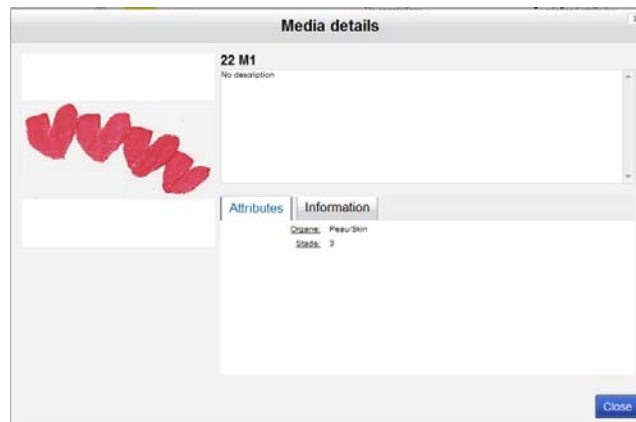 Media details
22 M1
No description
Attributes
Information
Organe: Peau/Skin
Stade: 3
Close